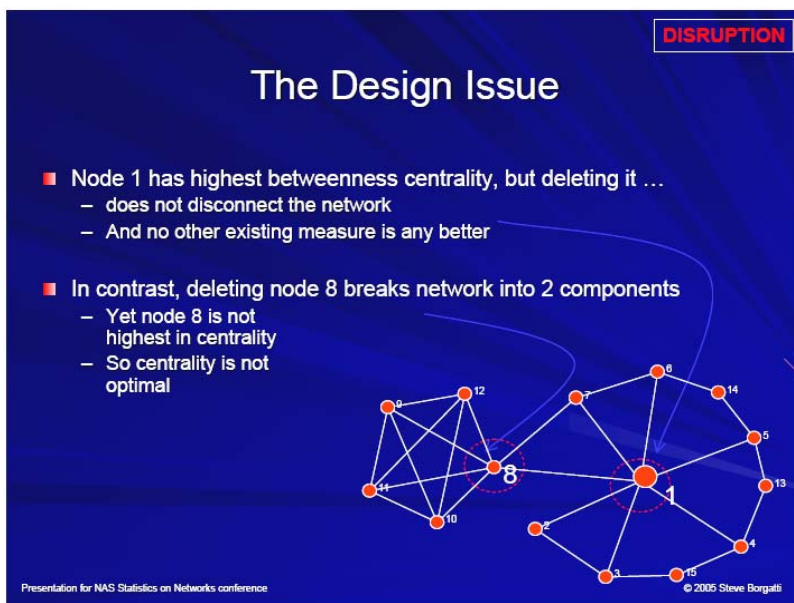 DISRUPTION
The Design Issue
Node 1 has highest betweenness centrality, but deleting it …
– does not disconnect the network
– And no other existing measure is any better
In contrast, deleting node 8 breaks network into 2 components
– Yet node 8 is not
highest in centrality
– So centrality is not
optimal
6
12
7
14
9
5
8
13
11
1
10
2
4
3
15
Presentation for NAS Statistics on Networks conference
© 2005 Steve Borgatti